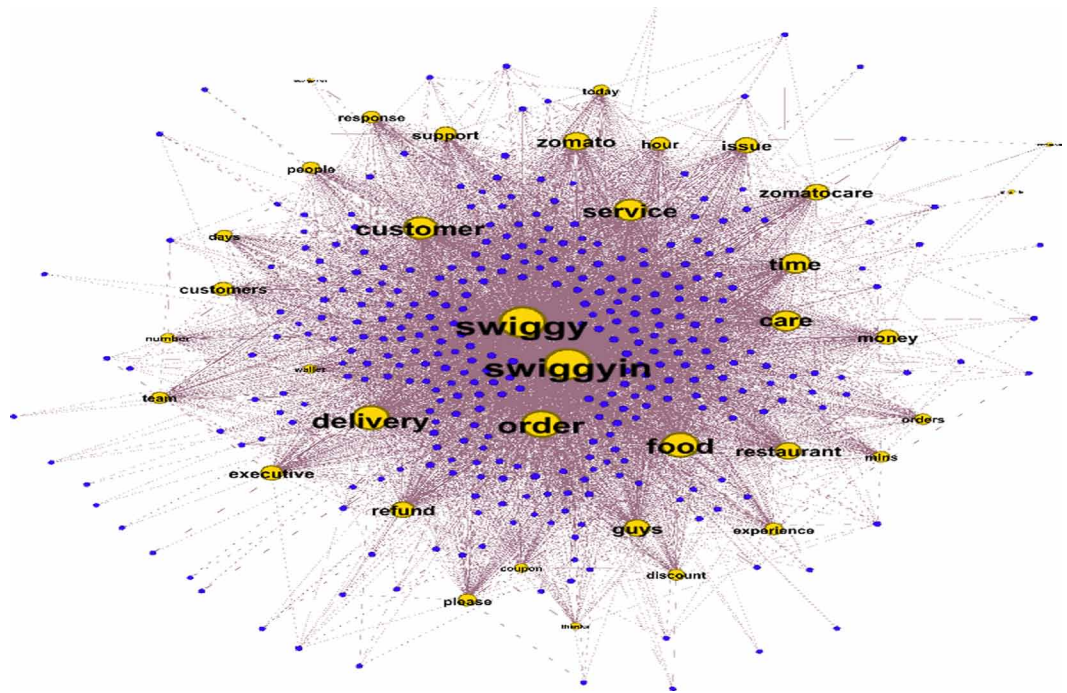 today
response
support
zomato
hour
issue
people
zomatocare
service
customer
days
time
customers
care
swiggy
number
money
swiggyin
wallet
team
delivery
order
orders
food
restaurant
mins
executive
refund
guys
experience
coupon
discount
please
thanks